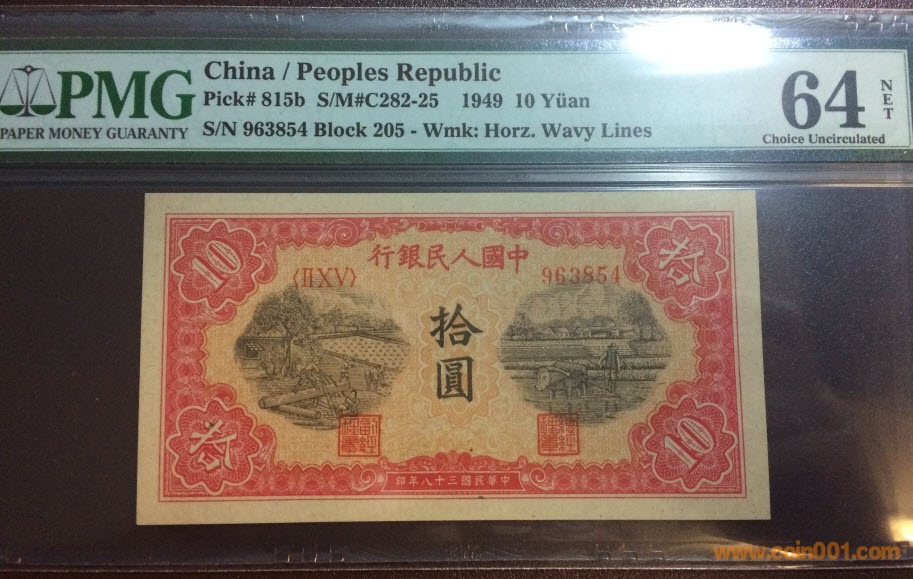 China / Peoples Republic
PMG
PAPER MONEY GUARANTY
Pick# 815b S/M#C282-25 1949 10 Yüan
S/N 963854 Block 205 - Wmk: Horz. Wavy Lines
64 NET
Choice Uncirculated
10
行銀民人國中
拾
〈ⅡXV〉
963854
拾圓
拾
10
印年八十三國民華中
www.coin001.com